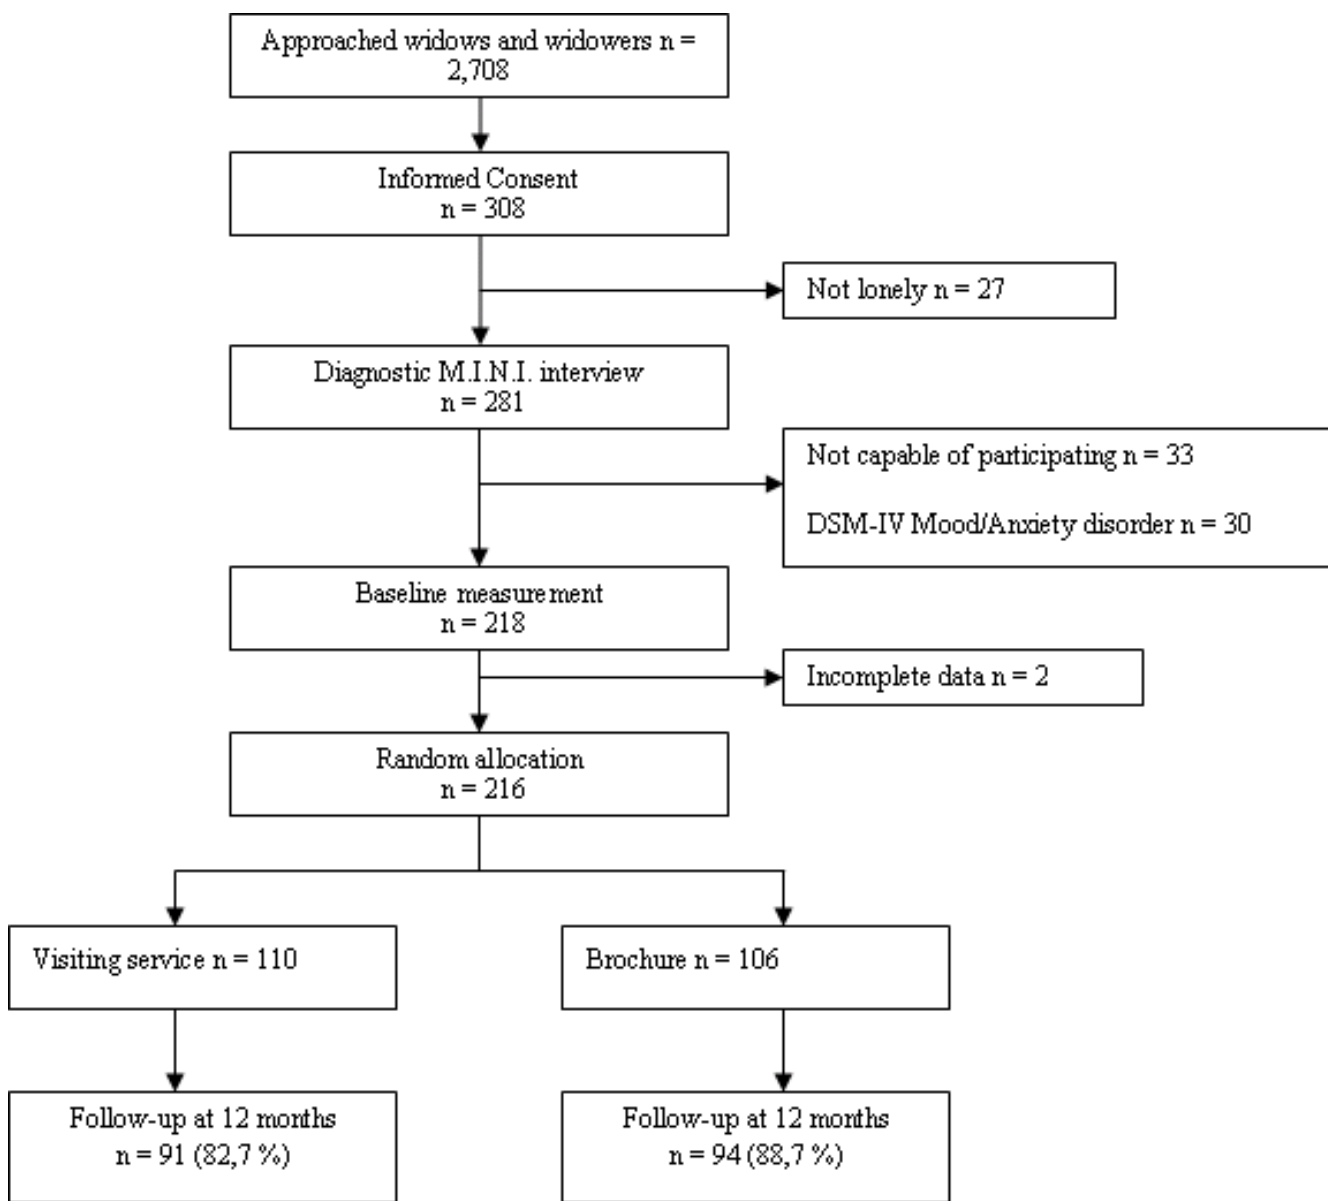 Approached widows and widowers n =
2,708
Informed Consent
n = 308
Not lonely n = 27
Diagnostic M.I.N.I. interview
n = 281
Not capable of participating n = 33
DSM-IV Mood/Anxiety disorder n = 30
Baseline measurement
n = 218
Incomplete data n = 2
Random allocation
n = 216
Visiting service n = 110
Brochure n = 106
Follow-up at 12 months
n = 91 (82,7 %)
Follow-up at 12 months
n = 94 (88,7 %)